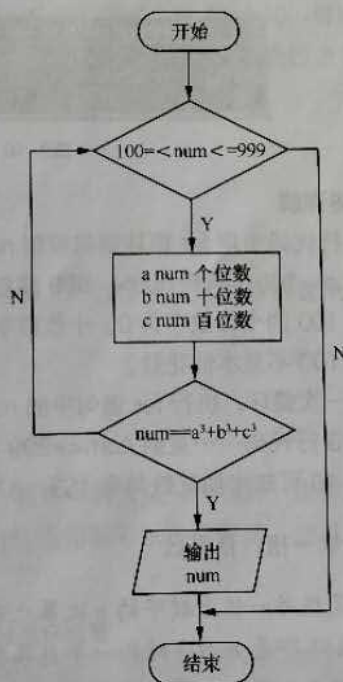 开始
100=<num<=999
Y
a num 个位数
b num 十位数
c num 百位数
N
N
num==a³+b³+c³
Y
输出
num
结束